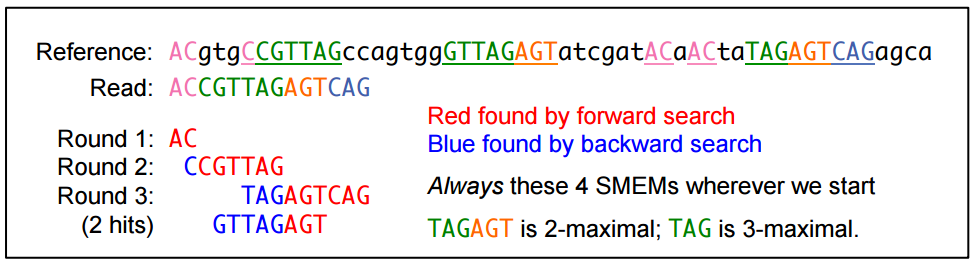 Reference: ACgtgCCGTTAGccagtggGTTAGAGTatcgatACaACtaTAGAGTCAGagca
Read: ACCGTTAGAGTCAG
Red found by forward search
Round 1: AC
Blue found by backward search
Round 2: CCGTTAG
Round 3: TAGAGTCAG
Always these 4 SMEMs wherever we start
(2 hits) GTTAGAGT
TAGAGT is 2-maximal; TAG is 3-maximal.